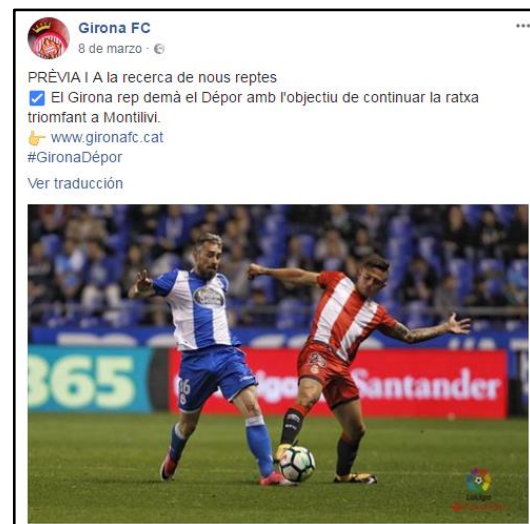 Girona FC
8 de marzo
PRÈVIA I A la recerca de nous reptes
El Girona rep demà el Dépor amb l'objectiu de continuar la ratxa
triomfant a Montilivi.
www.gironafc.cat
#GironaDépor
Ver traducción
365
Santander
LaLiga